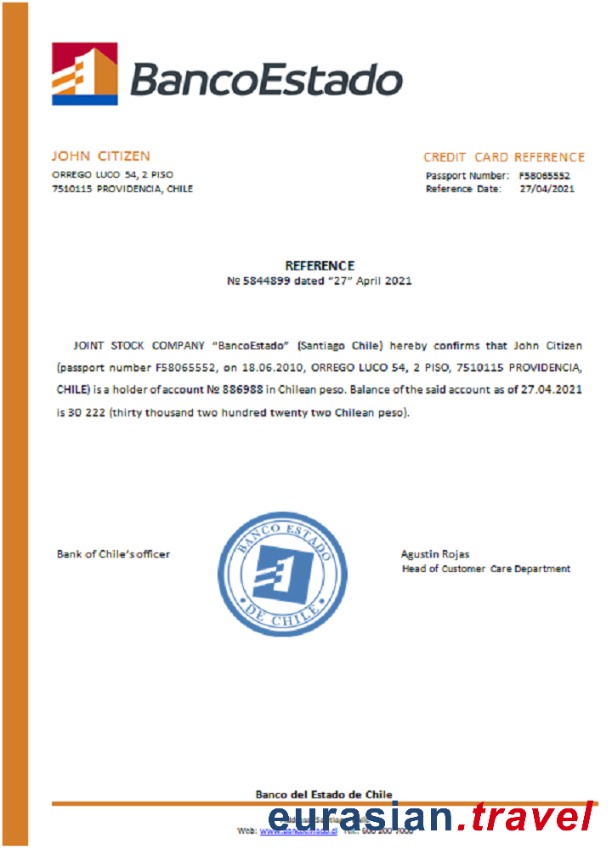 BancoEstado
JOHN CITIZEN
ORREGO LUCO 54, 2 PISO
7510115 PROVIDENCIA, CHILE
CREDIT CARD REFERENCE
Passport Number: F58065552
Reference Date: 27/04/2021
REFERENCE
№ 5844899 dated “27” April 2021
JOINT STOCK COMPANY “BancoEstado” (Santiago Chile) hereby confirms that John Citizen
(passport number F58065552, on 18.06.2010, ORREGO LUCO 54, 2 PISO, 7510115 PROVIDENCIA,
CHILE) is a holder of account № 886988 in Chilean peso. Balance of the said account as of 27.04.2021
is 30 222 (thirty thousand two hundred twenty two Chilean peso).
Bank of Chile’s officer
BANCO ESTADO
DE CHILE
Agustin Rojas
Head of Customer Care Department
Banco del Estado de Chile
eurasian.travel
Web: